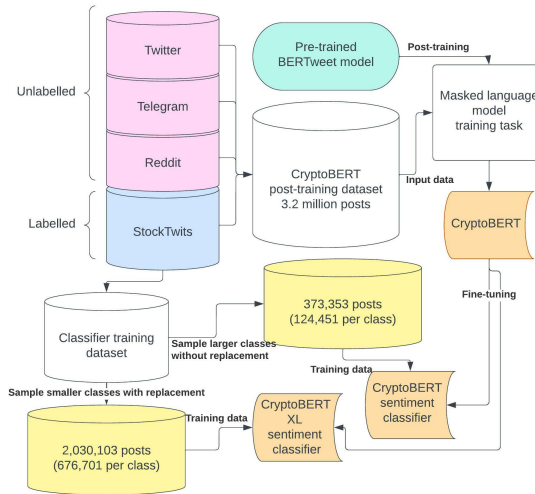 Twitter
Telegram
Reddit
StockTwits
Unlabelled
Labelled
Pre-trained
BERTweet model
Post-training
Masked language
model
training task
CryptoBERT
post-training dataset
3.2 million posts
Input data
CryptoBERT
Fine-tuning
Classifier training
dataset
Sample larger classes
without replacement
373,353 posts
(124,451 per class)
Training data
CryptoBERT
sentiment
classifier
Sample smaller classes with replacement
2,030,103 posts
(676,701 per class)
Training data
CryptoBERT
XL
sentiment
classifier